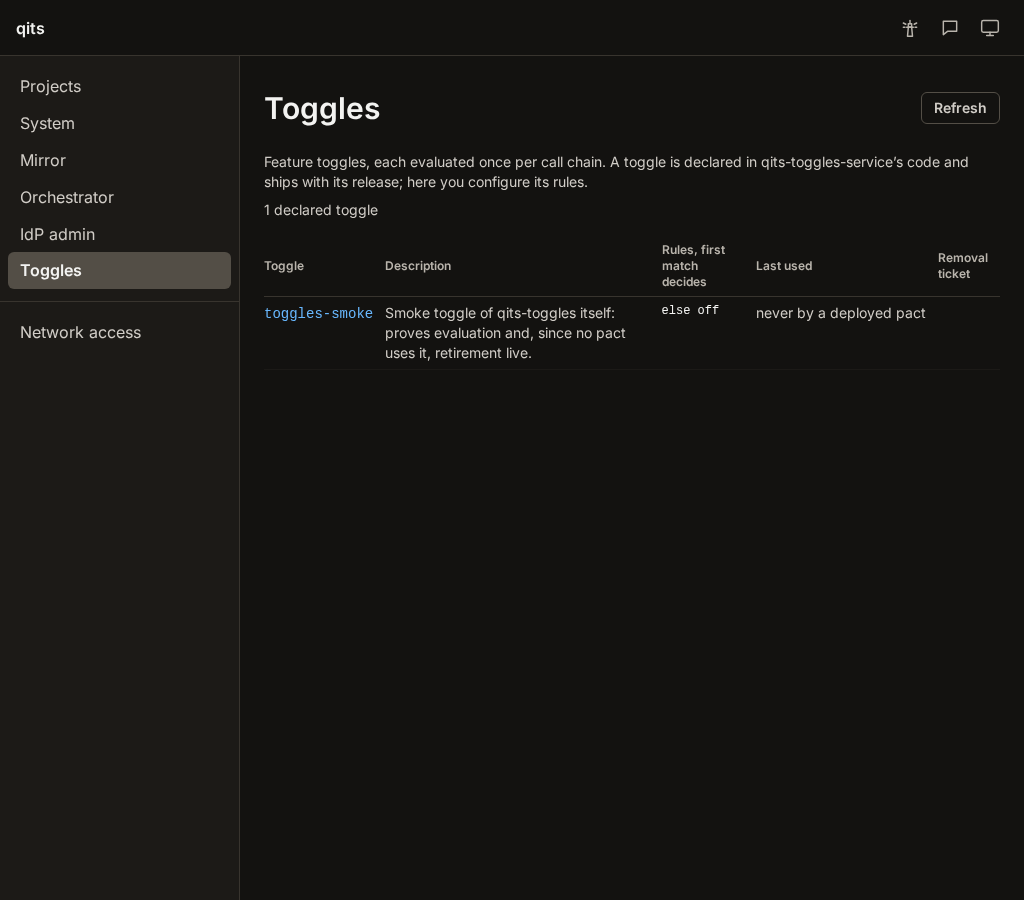 qits
Projects
System
Mirror
Orchestrator
IdP admin
Toggles
Network access
Toggles
Refresh
Feature toggles, each evaluated once per call chain. A toggle is declared in qits-toggles-service’s code and
ships with its release; here you configure its rules.
1 declared toggle
Toggle
Description
Rules, first
match
decides
Last used
Removal
ticket
toggles-smoke
Smoke toggle of qits-toggles itself:
proves evaluation and, since no pact
uses it, retirement live.
else off
never by a deployed pact